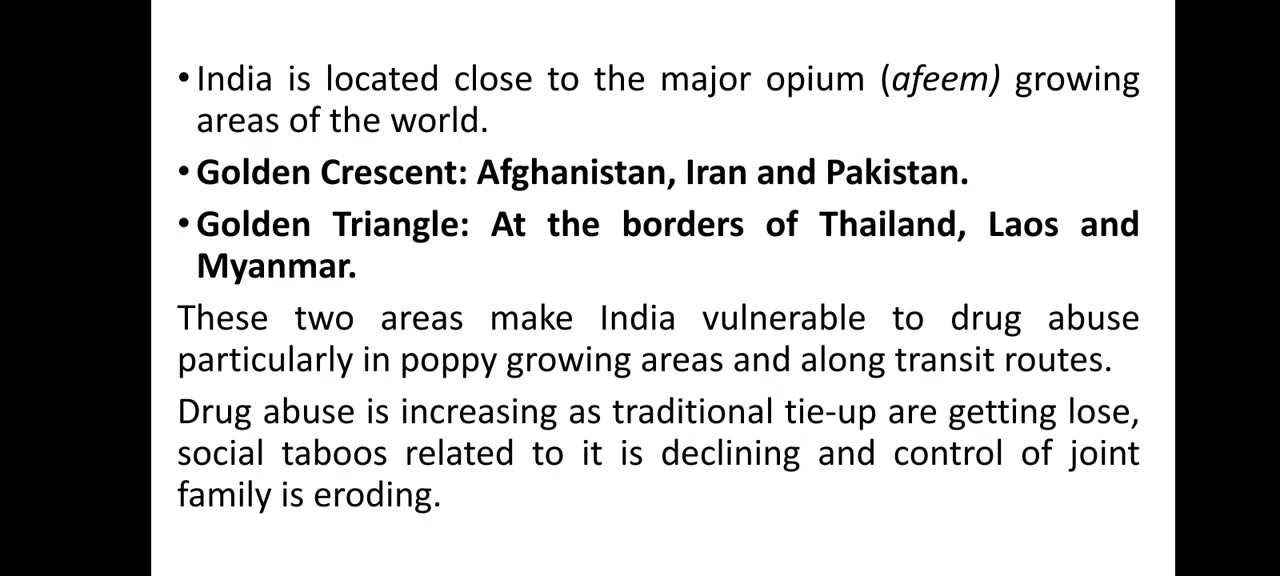 • India is located close to the major opium (afeem) growing
areas of the world.
• Golden Crescent: Afghanistan, Iran and Pakistan.
• Golden Triangle: At the borders of Thailand, Laos and
Myanmar.
These two areas make India vulnerable to drug abuse
particularly in poppy growing areas and along transit routes.
Drug abuse is increasing as traditional tie-up are getting lose,
social taboos related to it is declining and control of joint
family is eroding.